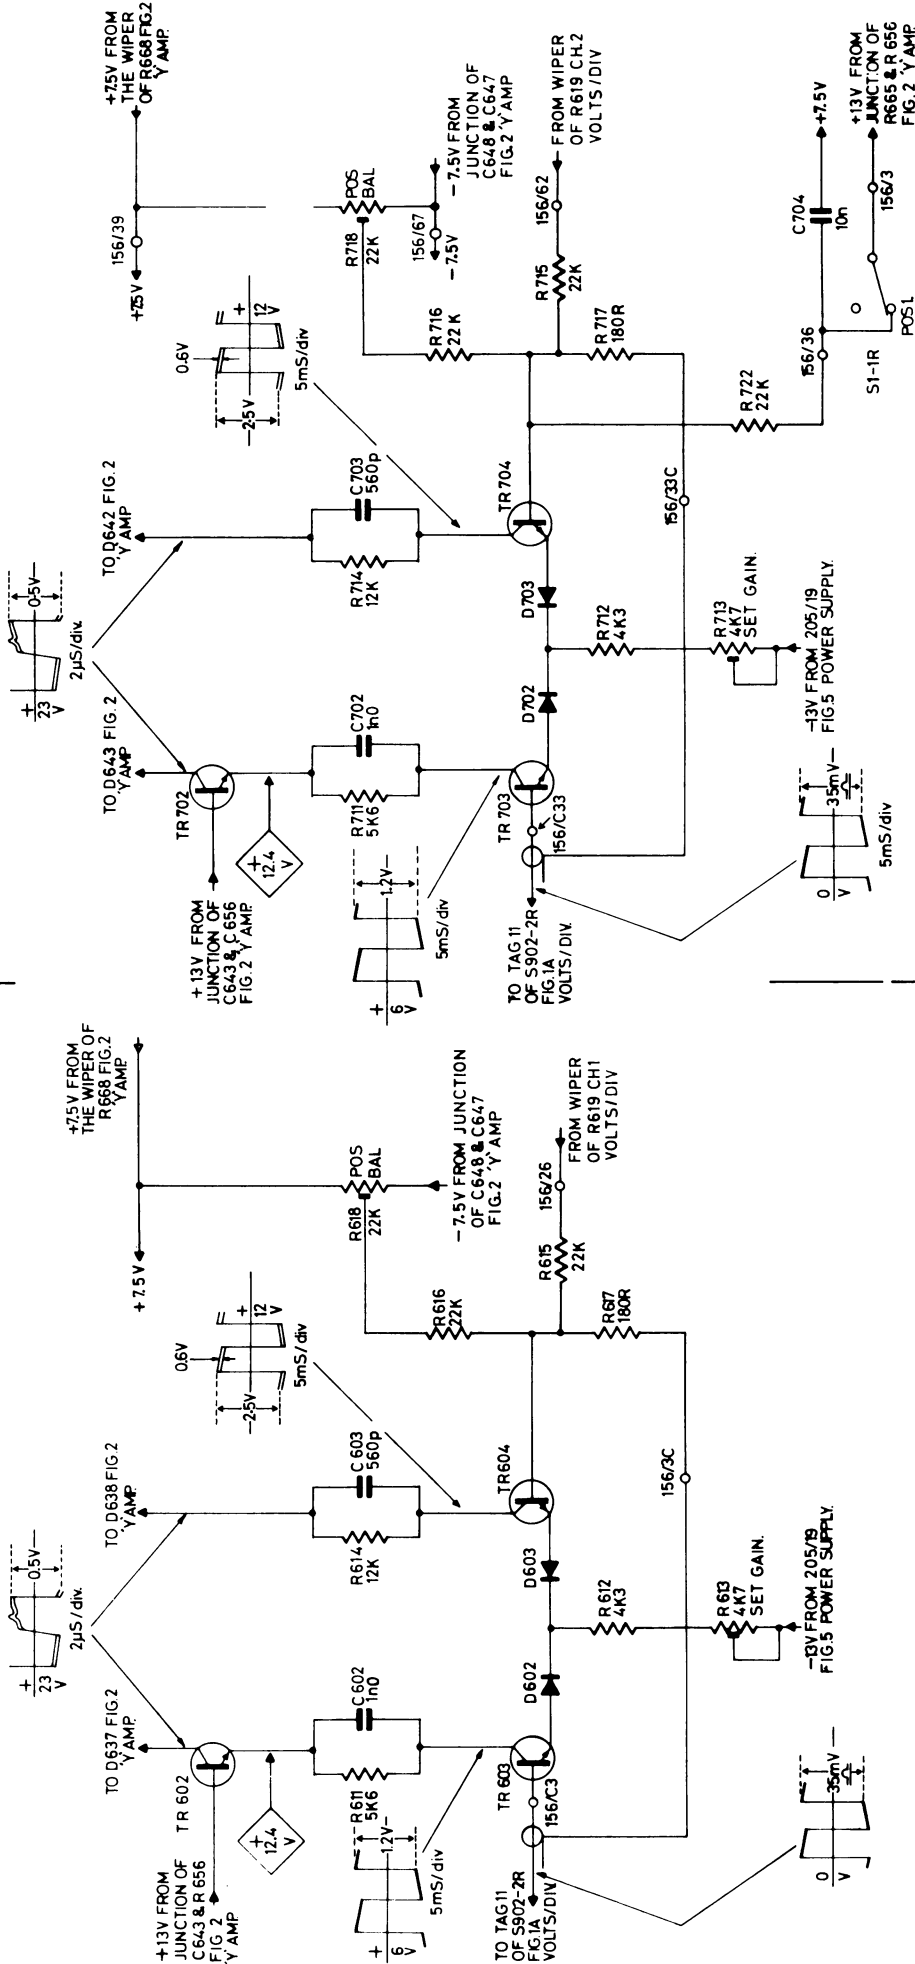 +7.5V FROM
THE WIPER
OF R668 FIG.2
'Y' AMP.
156/39
+7.5V
POS
BAL
R718
22K
156/67
-7.5V
-7.5V FROM
JUNCTION OF
C648 & C647
FIG.2 'Y' AMP
FROM WIPER
OF R619 CH.2
VOLTS/DIV
156/62
R715
22K
R716
22K
R717
180R
C704
10n
+7.5V
+13V FROM
JUNCTION OF
R665 & R656
FIG. 2 'Y' AMP
156/3
156/36
S1-1R
POS.1
R722
22K
156/33C
0.6V
2.5V
+
12
V
5mS/div
TO D642 FIG. 2
'Y' AMP
C703
560p
R714
12K
TR704
D703
R712
4K3
R713
4K7
SET GAIN.
-13V FROM 205/19
FIG.5 POWER SUPPLY.
0.5V
+
23
V
2µS/div.
TO D643 FIG. 2
'Y' AMP
TR702
+
12.4
V
+13V FROM
JUNCTION OF
C643 & C656
FIG. 2 'Y' AMP.
C702
1n0
R711
5K6
D702
TR703
156/C33
1.2V
+
6
V
5mS/div
TO TAG 11
OF S902-2R
FIG.1A
VOLTS/DIV.
35mV
0
V
5mS/div
+7.5V FROM
THE WIPER OF
R668 FIG.2
'Y' AMP.
+7.5V
POS
BAL
R618
22K
-7.5V FROM JUNCTION
OF C648 & C647
FIG.2 'Y' AMP
FROM WIPER
OF R619 CH1
VOLTS/DIV
156/26
R615
22K
R616
22K
R617
180R
156/3C
0.6V
2.5V
+
12
V
5mS/div
TO D638 FIG.2
'Y' AMP.
C603
560p
R614
12K
TR604
D603
R612
4K3
R613
4K7
SET GAIN.
-13V FROM 205/19
FIG.5 POWER SUPPLY.
0.5V
+
23
V
2µS/div.
TO D637 FIG.2
'Y' AMP.
TR602
+
12.4
V
+13V FROM
JUNCTION OF
C643 & R656
FIG 2
'Y' AMP
C602
1n0
R611
5K6
D602
TR603
156/C3
1.2V
+
6
V
5mS/div
TO TAG11
OF S902-2R
FIG.1A
VOLTS/DIV
35mV
0
V